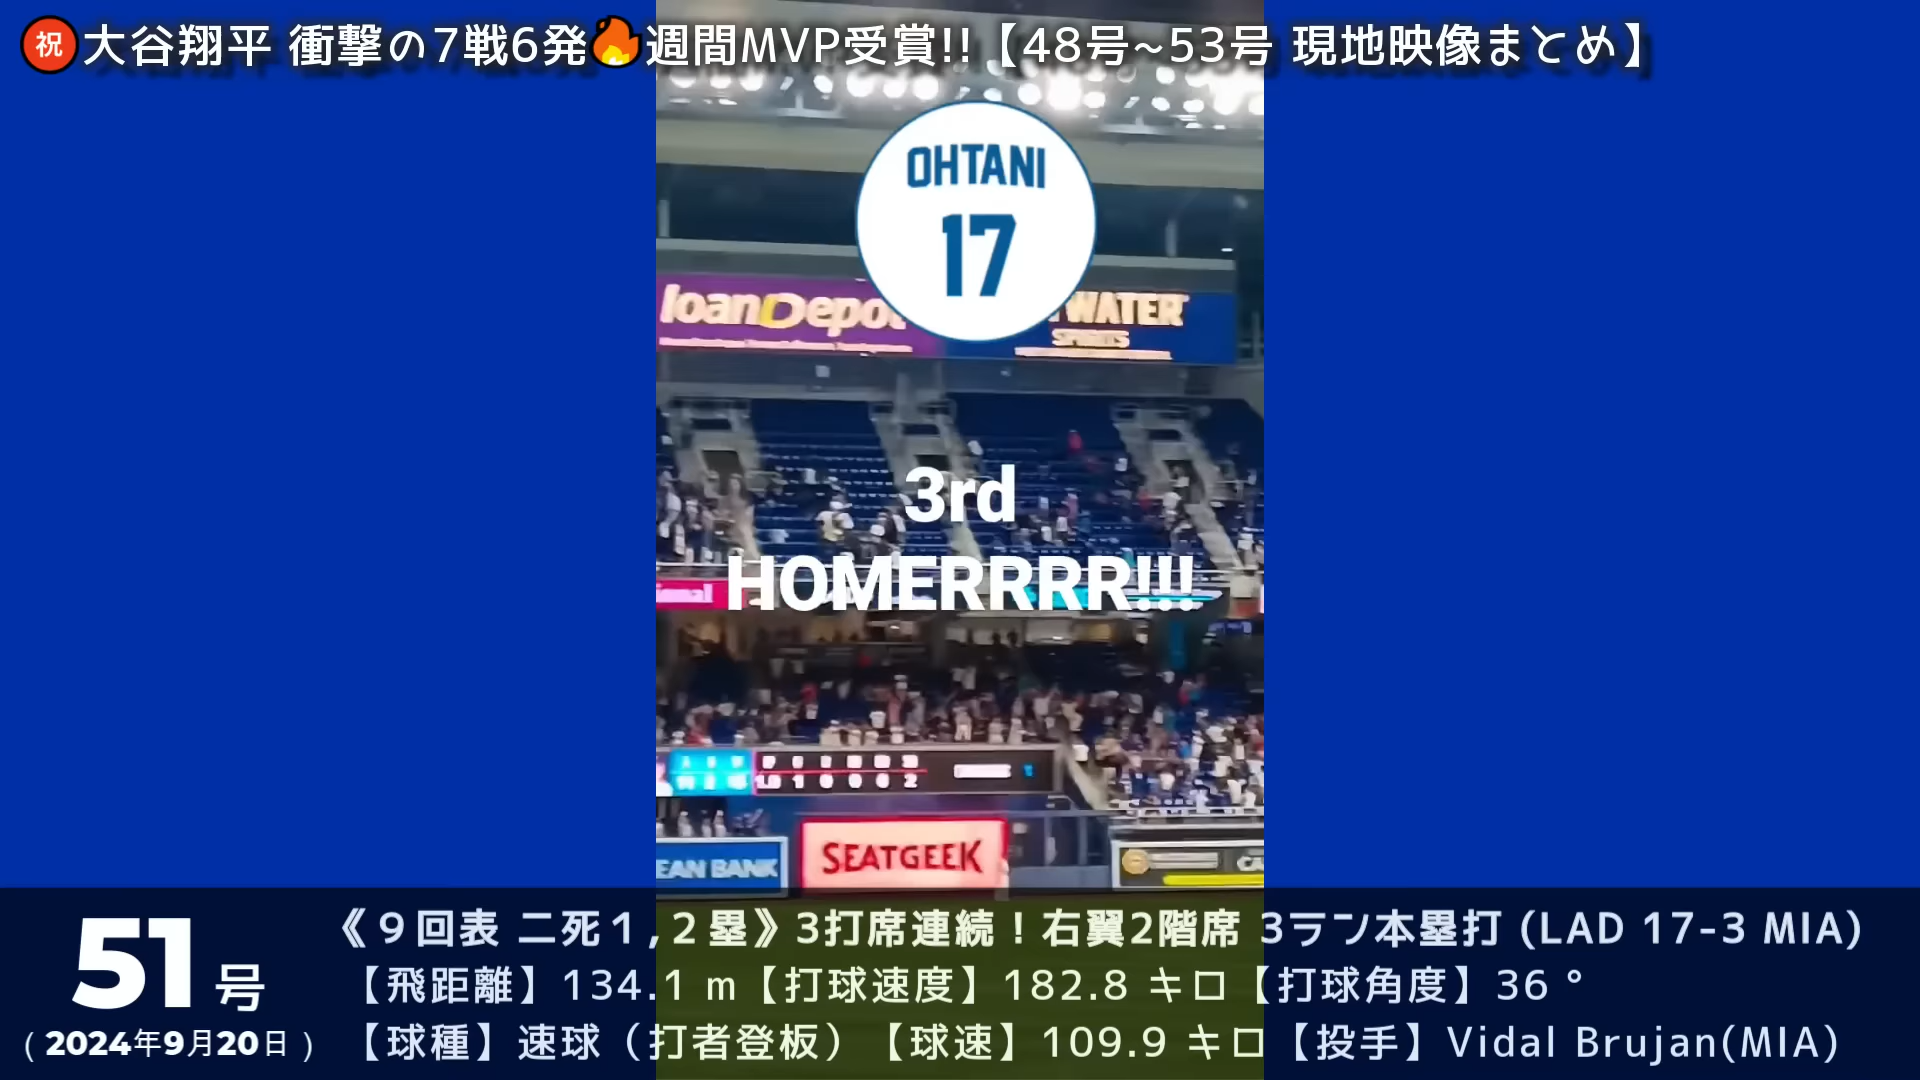 ㊗大谷翔平 衝撃の7戦6発🔥週間MVP受賞!!【48号~53号 現地映像まとめ】
OHTANI
17
loanDepot
WATER
SPORTS
3rd
HOMERRRR!!!
onal
EAN BANK
SEATGEEK
CA
51号
《９回表 二死１,２塁》3打席連続！右翼2階席 3ラン本塁打 (LAD 17-3 MIA)
【飛距離】134.1 m【打球速度】182.8 キロ【打球角度】36 °
(2024年9月20日)
【球種】速球（打者登板）【球速】109.9 キロ【投手】Vidal Brujan(MIA)